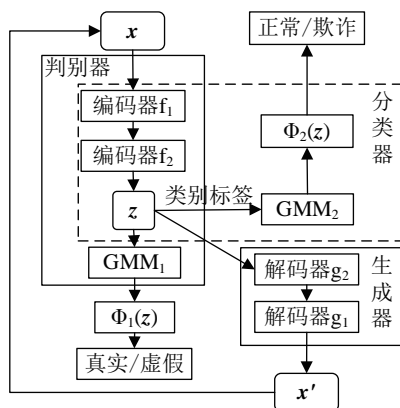 x
正常/欺诈
判别器
编码器f₁
分类器
Φ₂(z)
编码器f₂
类别标签
z
GMM₂
GMM₁
解码器g₂
生成器
Φ₁(z)
解码器g₁
真实/虚假
x'